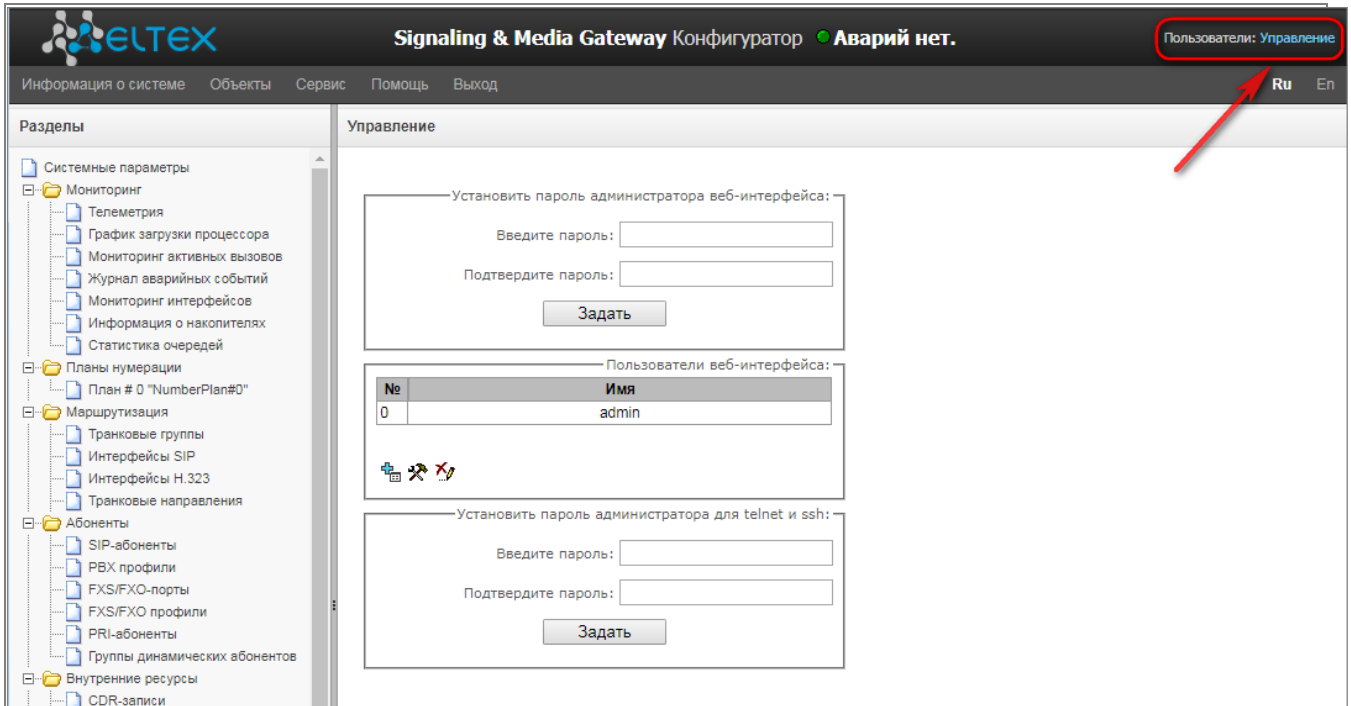 ELTEX
Signaling & Media Gateway Конфигуратор Аварий нет.
Пользователи: Управление
Информация о системе Объекты Сервис Помощь Выход Ru En
Разделы
Системные параметры
Мониторинг
Телеметрия
График загрузки процессора
Мониторинг активных вызовов
Журнал аварийных событий
Мониторинг интерфейсов
Информация о накопителях
Статистика очередей
Планы нумерации
План # 0 "NumberPlan#0"
Маршрутизация
Транковые группы
Интерфейсы SIP
Интерфейсы H.323
Транковые направления
Абоненты
SIP-абоненты
PBX профили
FXS/FXO-порты
FXS/FXO профили
PRI-абоненты
Группы динамических абонентов
Внутренние ресурсы
CDR-записи
Управление
Установить пароль администратора веб-интерфейса:
Введите пароль:
Подтвердите пароль:
Задать
Пользователи веб-интерфейса:
№ Имя
0 admin
Установить пароль администратора для telnet и ssh:
Введите пароль:
Подтвердите пароль:
Задать